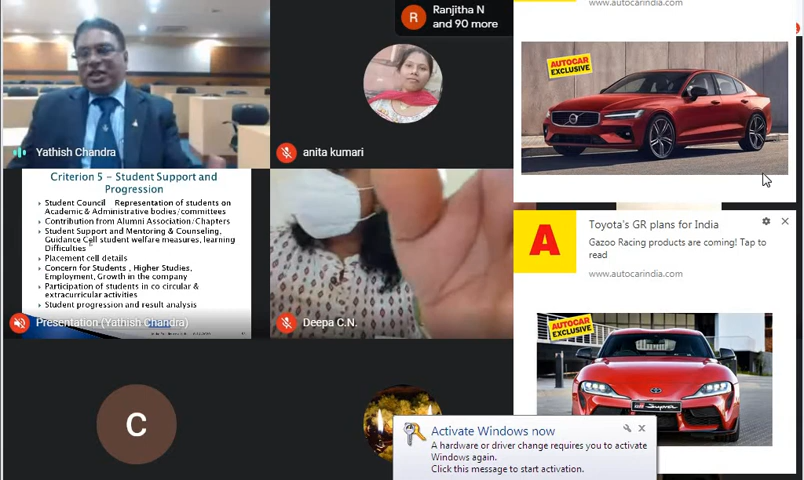 Ranjitha N
and 90 more
R
www.autocarindia.com
AUTOCAR
EXCLUSIVE
Yathish Chandra
anita kumari
Criterion 5 – Student Support and
Progression
Student Council Representation of students on
Academic & Administrative bodies/committees
Contribution from Alumni Association/Chapters
Student Support and Mentoring & Counseling,
Guidance Cell student welfare measures, learning
Difficulties
Placement cell details
Concern for Students , Higher Studies,
Employment, Growth in the company
Participation of students in co circular &
extracurricular activities
Student progression and result analysis
Presentation (Yathish Chandra)
Deepa C.N.
A
Toyota's GR plans for India
Gazoo Racing products are coming! Tap to
read
www.autocarindia.com
AUTOCAR
EXCLUSIVE
GR Supra
C
Activate Windows now
A hardware or driver change requires you to activate
Windows again.
Click this message to start activation.